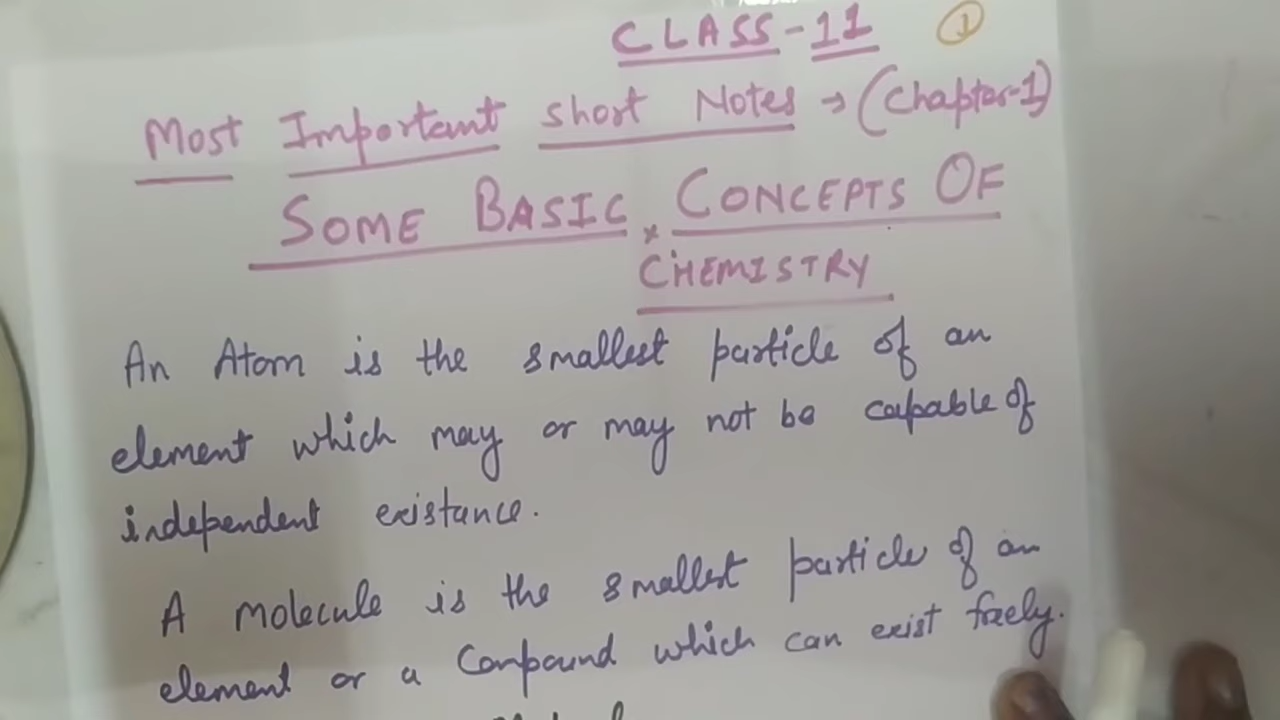 CLASS-11 1
Most Important short Notes → (Chapter-1)
SOME BASIC CONCEPTS OF
CHEMISTRY
An Atom is the smallest particle of an
element which may or may not be capable of
independent existance.
A molecule is the smallest particle of an
element or a Compound which can exist freely.